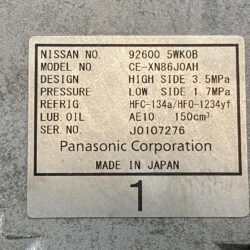 NISSAN NO. 92600 5WK0B
MODEL NO. CE-XN86J0AH
DESIGN HIGH SIDE 3.5MPa
PRESSURE LOW SIDE 1.7MPa
REFRIG. HFC-134a/HFO-1234yf
LUB.OIL AE10 150cm³
SER.NO. J0107276
Panasonic Corporation
MADE IN JAPAN
1